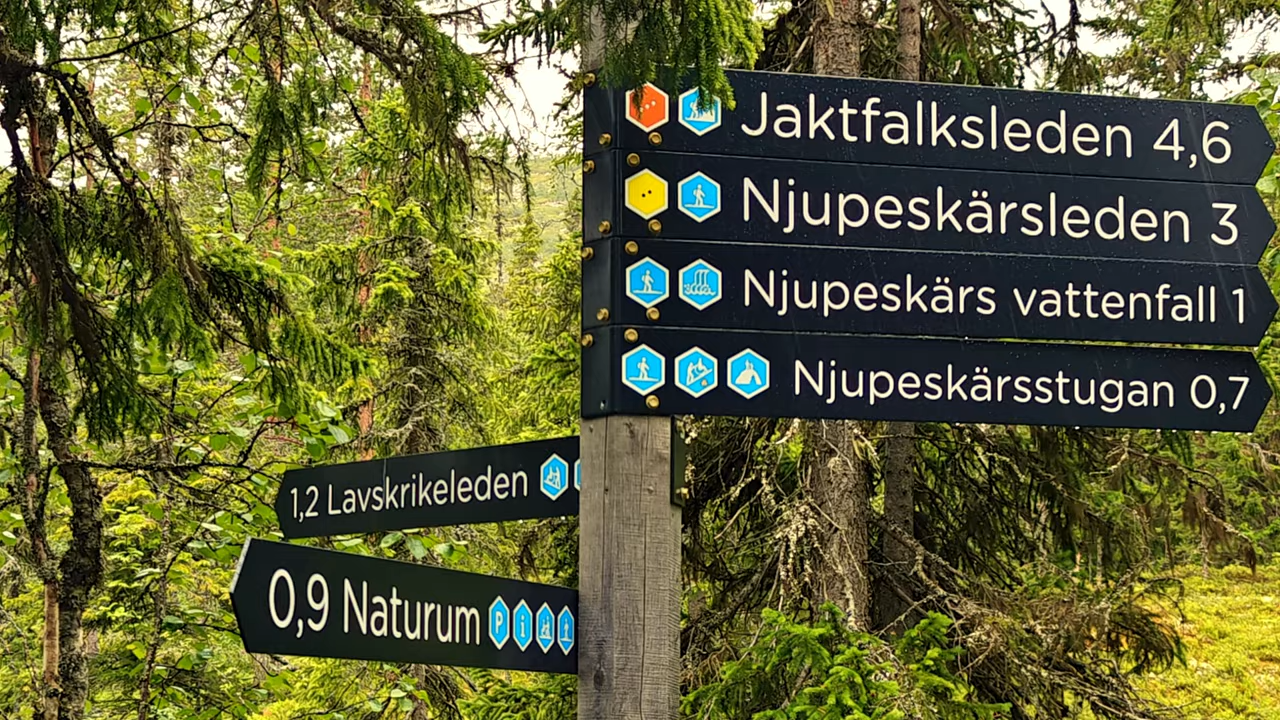 Jaktfalksleden 4,6
Njupeskärsleden 3
Njupeskärs vattenfall 1
Njupeskärsstugan 0,7
1,2 Lavskrikeleden
0,9 Naturum P i